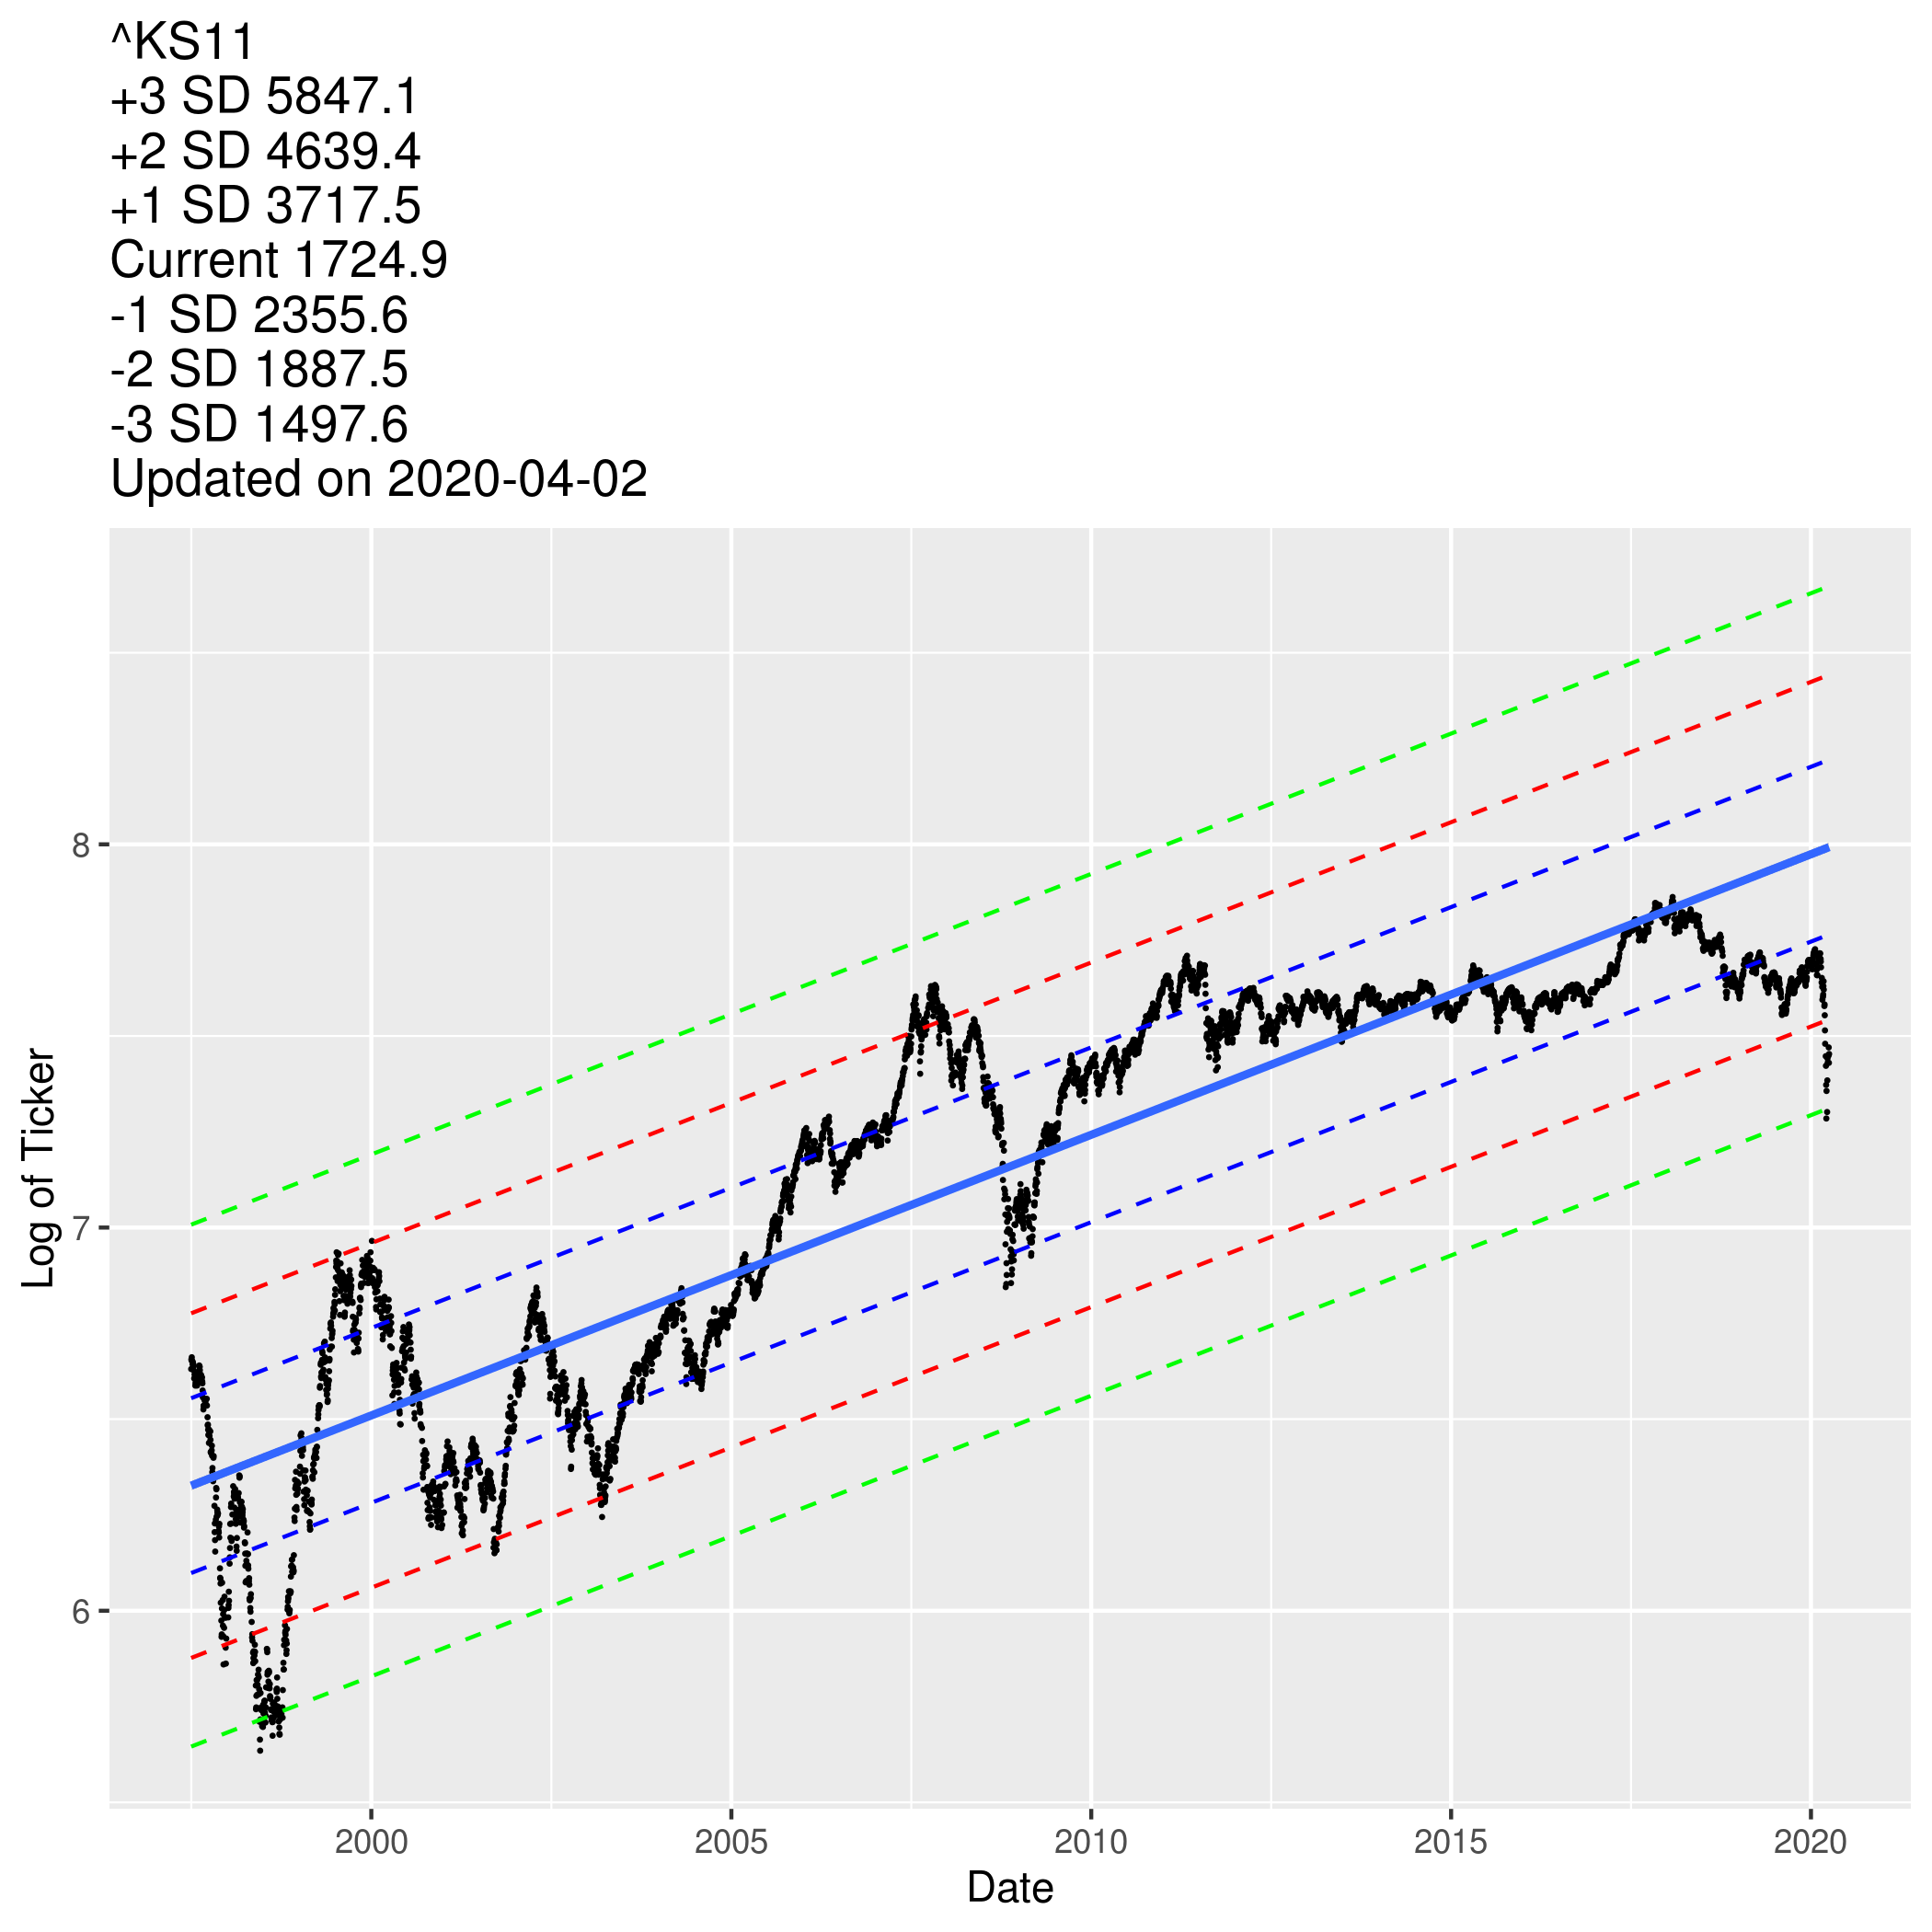 ^KS11
+3 SD 5847.1
+2 SD 4639.4
+1 SD 3717.5
Current 1724.9
-1 SD 2355.6
-2 SD 1887.5
-3 SD 1497.6
Updated on 2020-04-02
8
7
6
Log of Ticker
2000 2005 2010 2015 2020
Date